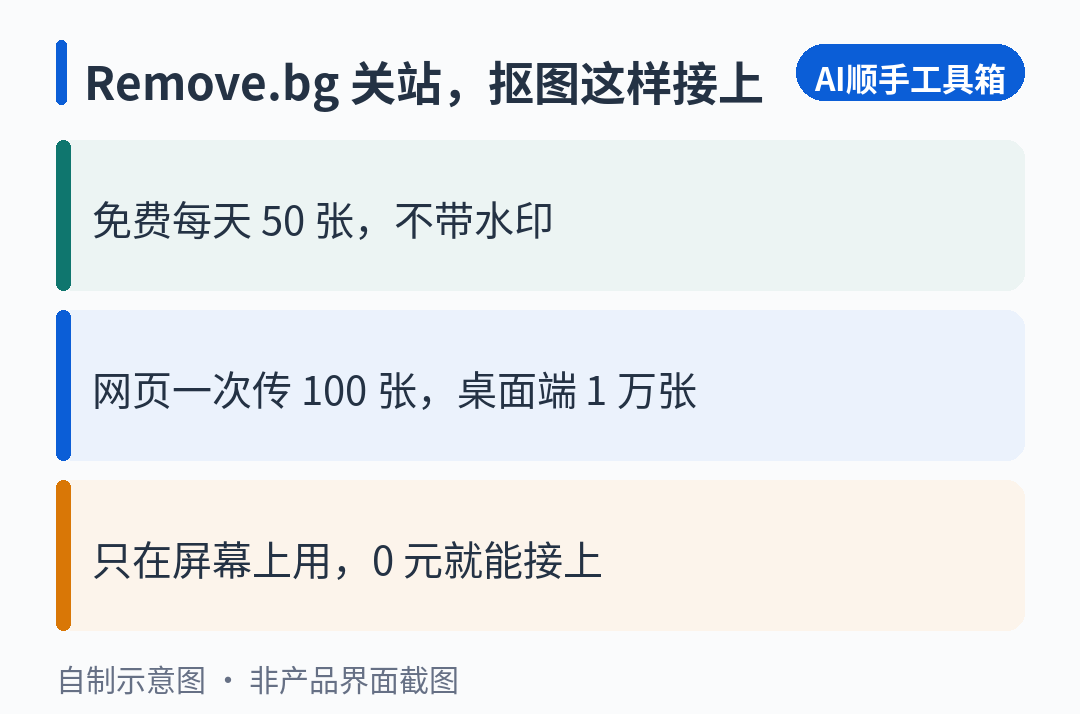 Remove.bg 关站，抠图这样接上
AI顺手工具箱
免费每天 50 张，不带水印
网页一次传 100 张，桌面端 1 万张
只在屏幕上用，0 元就能接上
自制示意图 · 非产品界面截图